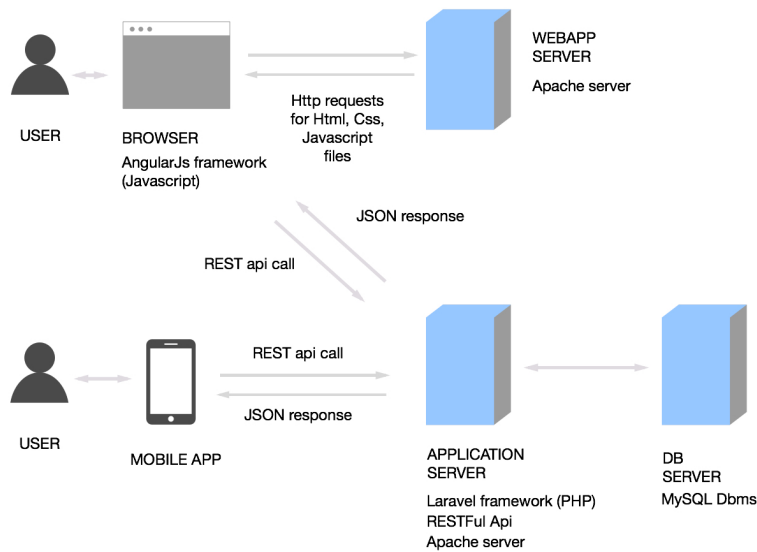 WEBAPP
SERVER
Apache server
Http requests
for Html, Css,
Javascript
files
USER
BROWSER
AngularJs framework
(Javascript)
JSON response
REST api call
REST api call
JSON response
USER
MOBILE APP
APPLICATION
SERVER
Laravel framework (PHP)
RESTFul Api
Apache server
DB
SERVER
MySQL Dbms